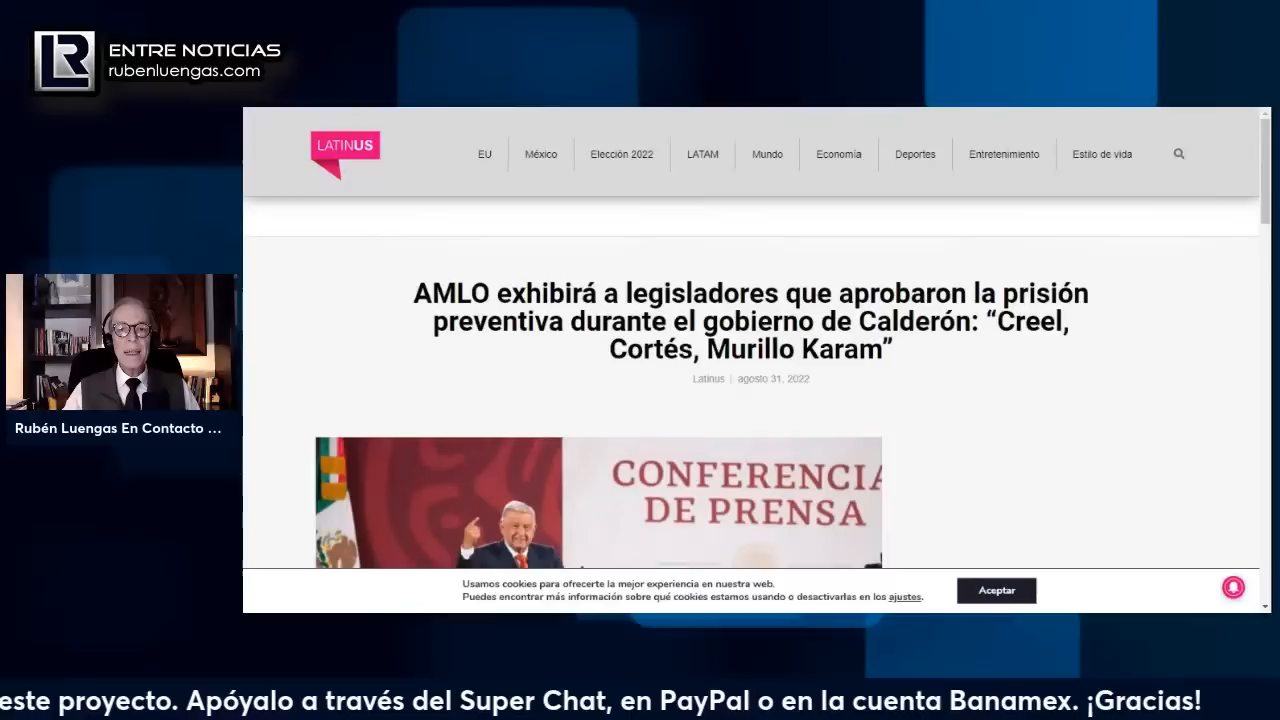 LR
ENTRE NOTICIAS
rubenluengas.com
LATINUS
EU
México
Elección 2022
LATAM
Mundo
Economía
Deportes
Entretenimiento
Estilo de vida
AMLO exhibirá a legisladores que aprobaron la prisión
preventiva durante el gobierno de Calderón: “Creel,
Cortés, Murillo Karam”
Latinus | agosto 31, 2022
CONFERENCIA
DE PRENSA
Rubén Luengas En Contacto ...
Usamos cookies para ofrecerte la mejor experiencia en nuestra web.
Puedes encontrar más información sobre qué cookies estamos usando o desactivarlas en los ajustes.
Aceptar
este proyecto. Apóyalo a través del Super Chat, en PayPal o en la cuenta Banamex. ¡Gracias!